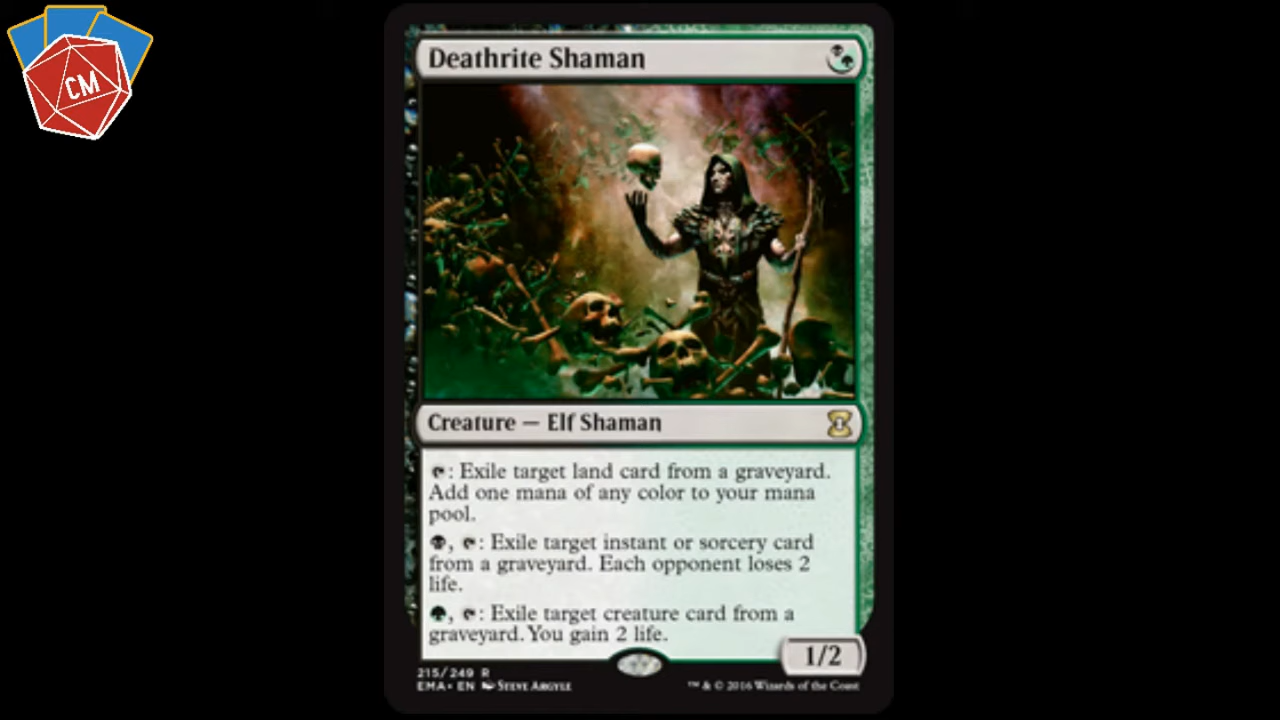 CM
Deathrite Shaman
Creature — Elf Shaman
: Exile target land card from a graveyard.
Add one mana of any color to your mana
pool.
, : Exile target instant or sorcery card
from a graveyard. Each opponent loses 2
life.
, : Exile target creature card from a
graveyard. You gain 2 life.
1/2
215/249 R
EMA • EN Steve Argyle
™ & © 2016 Wizards of the Coast